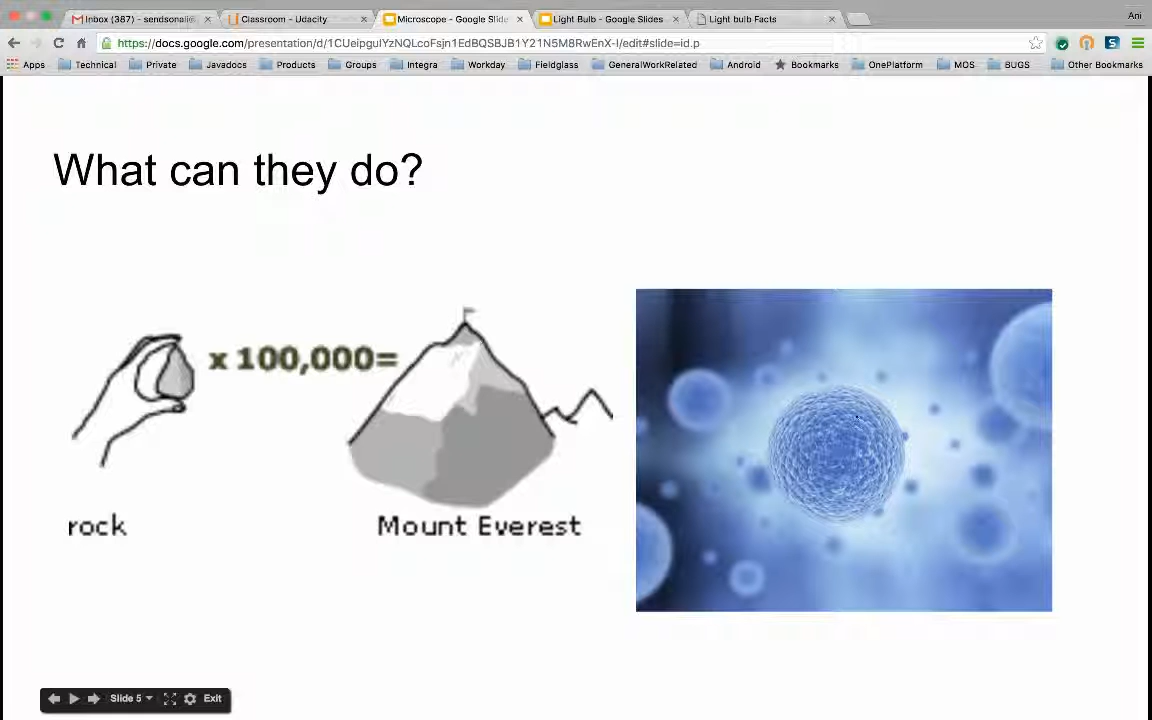 Inbox (387) - sendsonali@
Classroom - Udacity
Microscope - Google Slide
Light Bulb - Google Slides
Light bulb Facts
Ani
https://docs.google.com/presentation/d/1CUeipguIYzNQLcoFsjn1EdBQSBJB1Y21N5M8RwEnX-I/edit#slide=id.p
Apps Technical Private Javadocs Products Groups Integra Workday Fieldglass GeneralWorkRelated Android Bookmarks OnePlatform MOS BUGS Other Bookmarks
What can they do?
x 100,000=
rock
Mount Everest
Slide 5 Exit